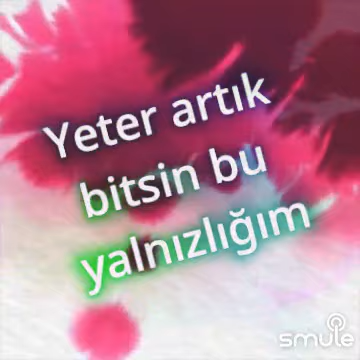 Yeter artık
bitsin bu
yalnızlığım
smule